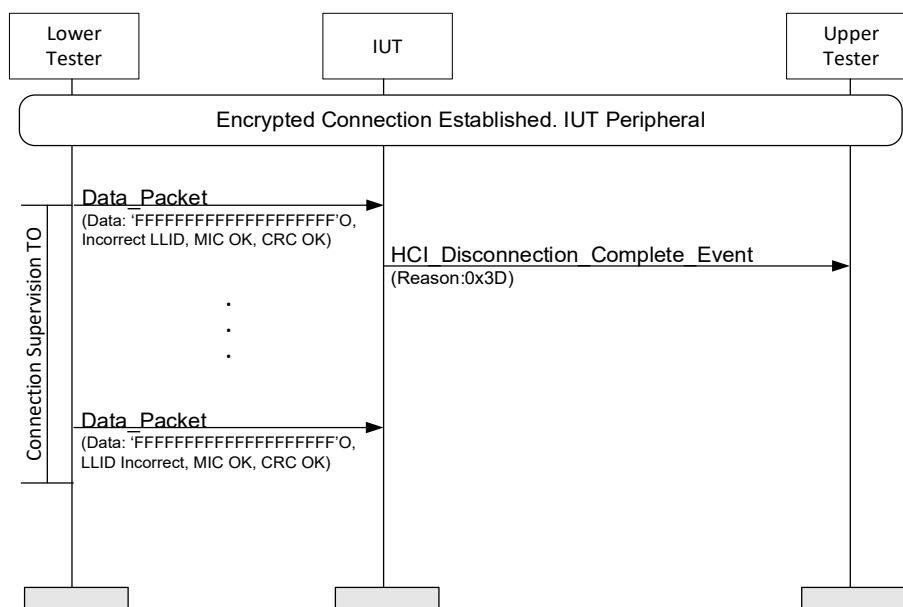 Lower
Tester
IUT
Upper
Tester
Encrypted Connection Established. IUT Peripheral
Connection Supervision TO
Data_Packet
(Data: ‘FFFFFFFFFFFFFFFFFFFF’O,
Incorrect LLID, MIC OK, CRC OK)
HCI_Disconnection_Complete_Event
(Reason:0x3D)
.
.
.
Data_Packet
(Data: ‘FFFFFFFFFFFFFFFFFFFF’O,
LLID Incorrect, MIC OK, CRC OK)